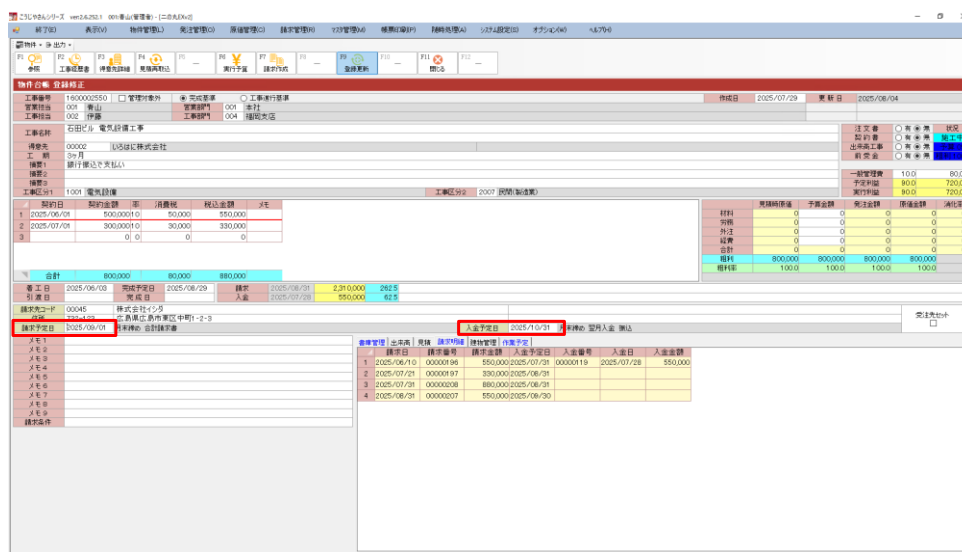 こうじやさんシリーズ ver2.6.252.1 001:青山(管理者) - [二の丸EXv2]
終了(E) 表示(V) 物件管理(L) 発注管理(O) 原価管理(G) 請求管理(R) マスタ管理(M) 帳票印刷(P) 随時処理(A) システム設定(S) オプション(W) ヘルプ(H)
物件 出力
F1 参照 F2 工事経歴書 F3 得意先詳細 F4 見積再取込 F5 F6 実行予算 F7 請求作成 F8 F9 登録更新 F10 F11 閉じる F12
物件台帳 登録修正
工事番号 1600002550 管理対象外 完成基準 工事進行基準 作成日 2025/07/29 更新日 2025/08/04
営業担当 001 青山 営業部門 001 本社
工事担当 002 伊藤 工事部門 004 福岡支店
工事名称 石田ビル 電気設備工事
注文書 有 無 状況
契約書 有 無
得意先 00002 いろはに株式会社 出来高工事 有 無
工期 3ヶ月 前受金 有 無
摘要1 銀行振込で支払い
摘要2 一般管理費 10.0 80,0
摘要3 予定利益 90.0 720,0
工事区分1 1001 電気設備 工事区分2 2007 民間(製造業) 実行利益 90.0 720,0
契約日 契約金額 率 消費税 税込金額 メモ
1 2025/06/01 500,000 10 50,000 550,000
2 2025/07/01 300,000 10 30,000 330,000
3 0 0 0
合計 800,000 80,000 880,000
見積時原価 予算金額 発注金額 原価金額 消化率
材料 0 0 0 0
労務 0 0 0 0
外注 0 0 0 0
経費 0 0 0 0
合計 0 0 0 0
粗利 800,000 800,000 800,000 800,000
粗利率 100.0 100.0 100.0 100.0
着工日 2025/06/03 完成予定日 2025/08/29 請求 2025/08/31 2,310,000 262.5
引渡日 完成日 入金 2025/07/28 550,000 62.5
請求先コード 00045 株式会社イシダ
住所 732-123 広島県広島市東区中町1-2-3 受注先セット
請求予定日 2025/09/01 月末締め 合計請求書 入金予定日 2025/10/31 月末締め 翌月入金 振込
メモ1
メモ2
メモ3
メモ4
メモ5
メモ6
メモ7
メモ8
メモ9
請求条件
書類管理 出来高 見積 請求明細 建物管理 作業予定
請求日 請求番号 請求金額 入金予定日 入金番号 入金日 入金金額
1 2025/06/10 00000196 550,000 2025/07/31 00000119 2025/07/28 550,000
2 2025/07/21 00000197 330,000 2025/08/31
3 2025/07/31 00000208 880,000 2025/08/31
4 2025/08/31 00000207 550,000 2025/09/30